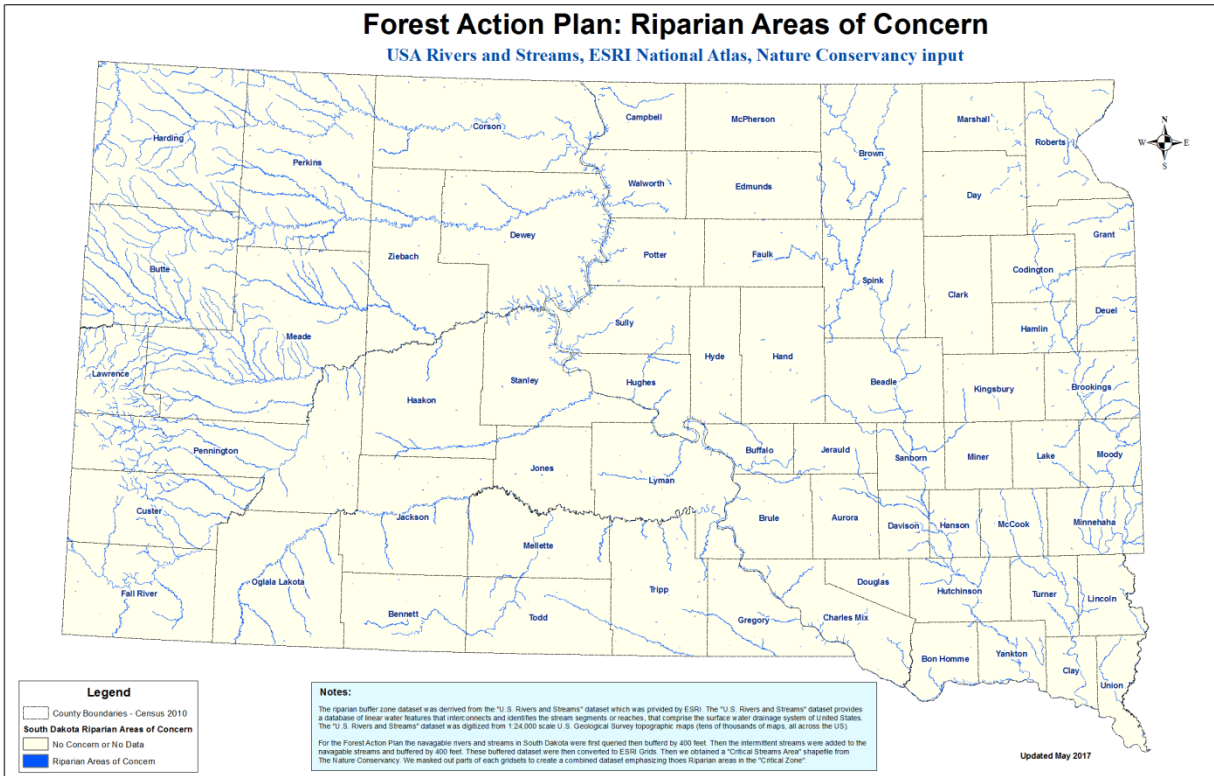 Forest Action Plan: Riparian Areas of Concern
USA Rivers and Streams, ESRI National Atlas, Nature Conservancy input
Campbell
McPherson
Marshall
Corson
Harding
Brown
Roberts
Perkins
Walworth
Edmunds
Day
Dewey
Grant
Potter
Faulk
Ziebach
Butte
Codington
Spink
Clark
Deuel
Sully
Hamlin
Meade
Hyde
Hand
Lawrence
Stanley
Hughes
Beadle
Kingsbury
Brookings
Haakon
Pennington
Buffalo
Jerauld
Sanborn
Miner
Lake
Moody
Jones
Lyman
Custer
Jackson
Brule
Aurora
Davison
Hanson
McCook
Minnehaha
Mellette
Oglala Lakota
Fall River
Tripp
Douglas
Hutchinson
Turner
Lincoln
Bennett
Todd
Gregory
Charles Mix
Bon Homme
Yankton
Clay
Union
N
W
E
S
Legend
County Boundaries - Census 2010
South Dakota Riparian Areas of Concern
No Concern or No Data
Riparian Areas of Concern
Notes:
The riparian buffer zone dataset was derived from the "U.S. Rivers and Streams" dataset which was privided by ESRI. The "U.S. Rivers and Streams" dataset provides
a database of linear water features that interconnects and identifies the stream segments or reaches, that comprise the surface water drainage system of United States.
The "U.S. Rivers and Streams" dataset was digitized from 1:24,000 scale U.S. Geological Survey topographic maps (tens of thousands of maps, all across the US).
For the Forest Action Plan the navagable rivers and streams in South Dakota were first queried then bufferd by 400 feet. Then the intermittent streams were added to the
navagable streams and buffered by 400 feet. These buffered dataset were then converted to ESRI Grids. Then we obtained a "Critical Streams Area" shapefile from
The Nature Conservancy. We masked out parts of each gridsets to create a combined dataset emphasizing thoes Riparian areas in the "Critical Zone".
Updated May 2017